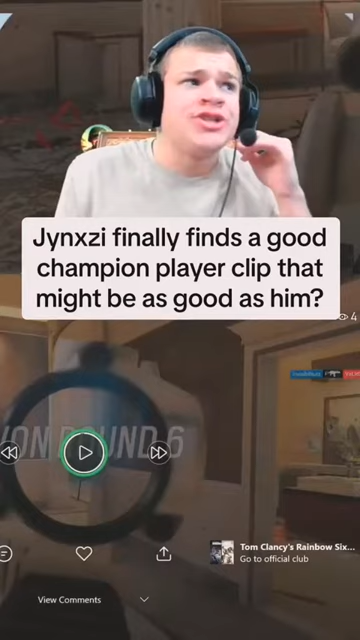 Jynxzi finally finds a good
champion player clip that
might be as good as him?
4
WON ROUND 6
Tom Clancy's Rainbow Six...
Go to official club
View Comments